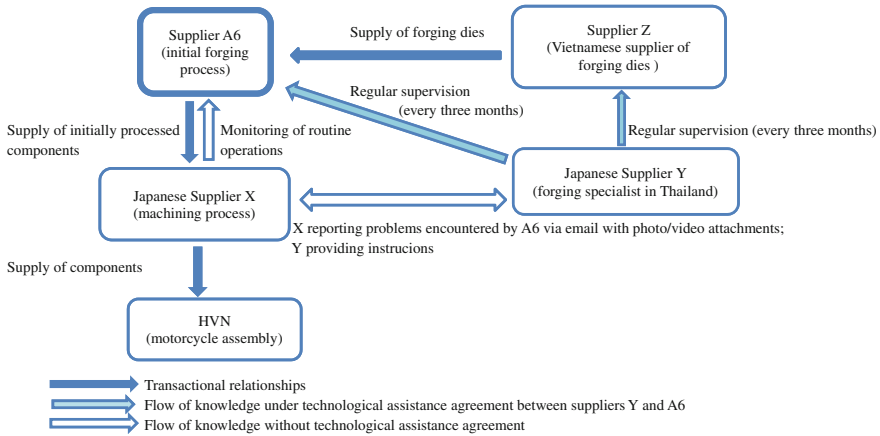 Supplier A6
(initial forging
process)
Supply of forging dies
Supplier Z
(Vietnamese supplier of
forging dies )
Regular supervision
(every three months)
Supply of initially processed
components
Monitoring of routine
operations
Regular supervision (every three months)
Japanese Supplier X
(machining process)
Japanese Supplier Y
(forging specialist in Thailand)
X reporting problems encountered by A6 via email with photo/video attachments;
Y providing instrucions
Supply of components
HVN
(motorcycle assembly)
Transactional relationships
Flow of knowledge under technological assistance agreement between suppliers Y and A6
Flow of knowledge without technological assistance agreement